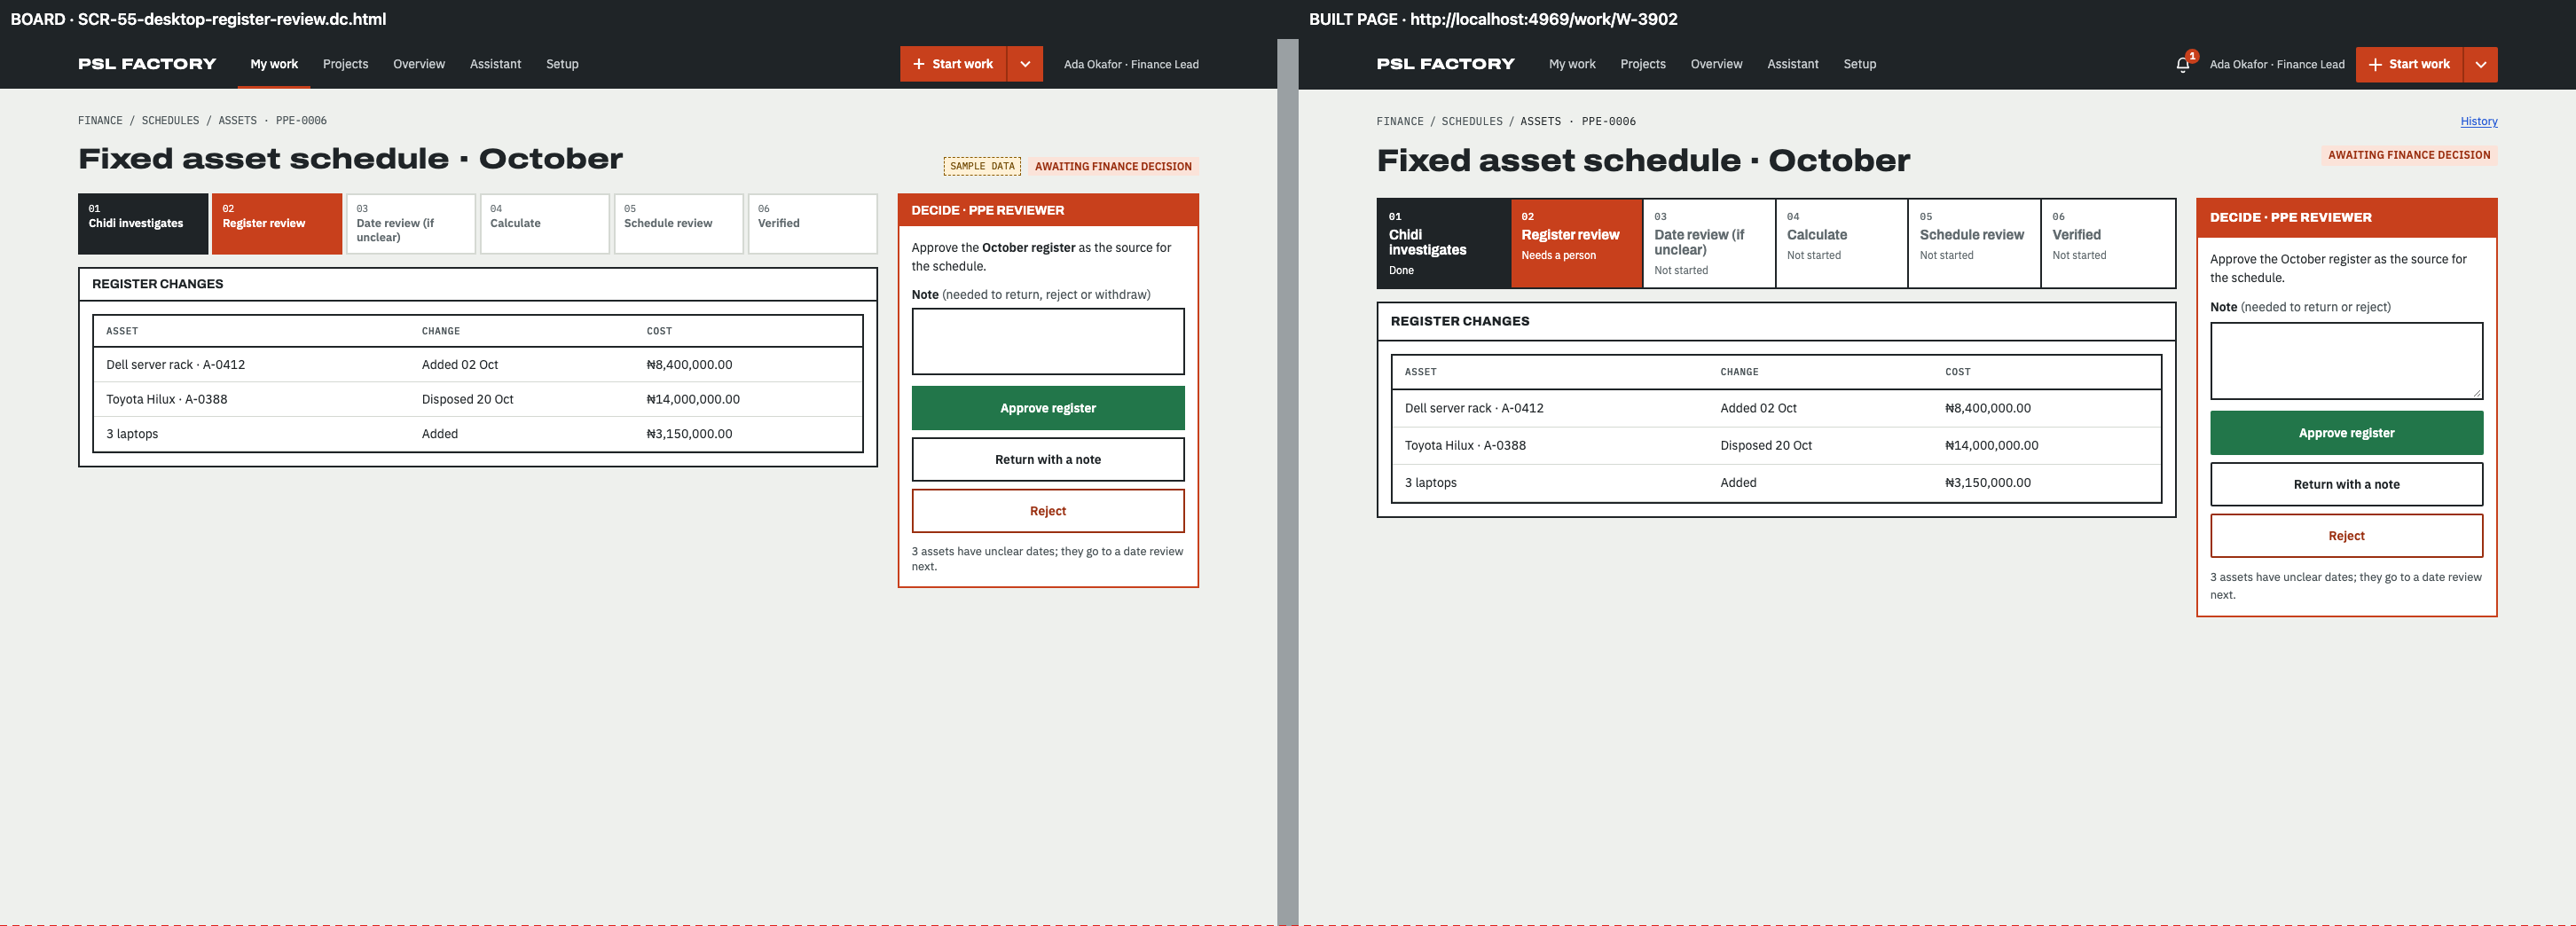 BOARD · SCR-55-desktop-register-review.dc.html
PSL FACTORY My work Projects Overview Assistant Setup + Start work Ada Okafor · Finance Lead
FINANCE / SCHEDULES / ASSETS · PPE-0006
Fixed asset schedule · October
SAMPLE DATA AWAITING FINANCE DECISION
01
Chidi investigates
02
Register review
03
Date review (if
unclear)
04
Calculate
05
Schedule review
06
Verified
REGISTER CHANGES
ASSET CHANGE COST
Dell server rack · A-0412 Added 02 Oct ₦8,400,000.00
Toyota Hilux · A-0388 Disposed 20 Oct ₦14,000,000.00
3 laptops Added ₦3,150,000.00
DECIDE · PPE REVIEWER
Approve the October register as the source for
the schedule.
Note (needed to return, reject or withdraw)
Approve register
Return with a note
Reject
3 assets have unclear dates; they go to a date review
next.
BUILT PAGE · http://localhost:4969/work/W-3902
PSL FACTORY My work Projects Overview Assistant Setup 1 Ada Okafor · Finance Lead + Start work
FINANCE / SCHEDULES / ASSETS · PPE-0006
History
Fixed asset schedule · October
AWAITING FINANCE DECISION
01
Chidi
investigates
Done
02
Register review
Needs a person
03
Date review (if
unclear)
Not started
04
Calculate
Not started
05
Schedule review
Not started
06
Verified
Not started
REGISTER CHANGES
ASSET CHANGE COST
Dell server rack · A-0412 Added 02 Oct ₦8,400,000.00
Toyota Hilux · A-0388 Disposed 20 Oct ₦14,000,000.00
3 laptops Added ₦3,150,000.00
DECIDE · PPE REVIEWER
Approve the October register as the source for
the schedule.
Note (needed to return or reject)
Approve register
Return with a note
Reject
3 assets have unclear dates; they go to a date review
next.